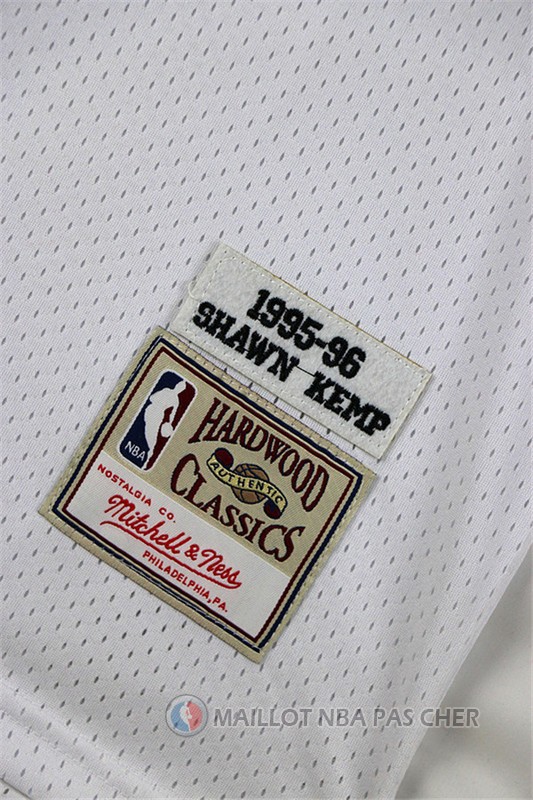 1995-96
SHAWN KEMP
NBA
HARDWOOD
AUTHENTIC
CLASSICS
NOSTALGIA CO.
Mitchell & Ness
PHILADELPHIA, PA.
MAILLOT NBA PAS CHER